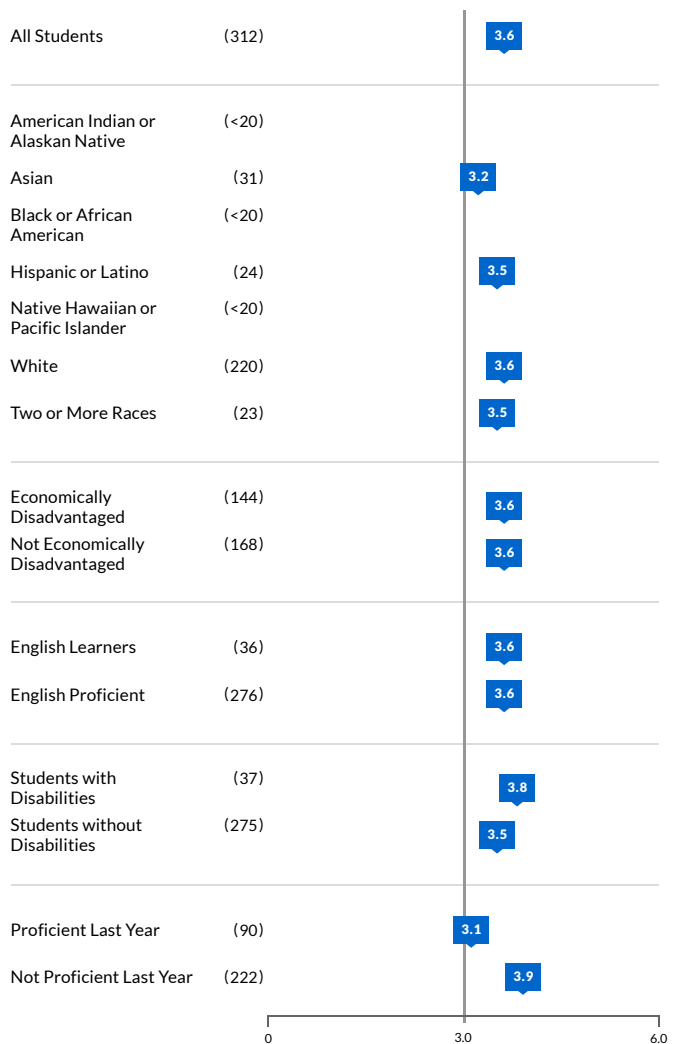 All Students (312) 3.6
American Indian or (<20)
Alaskan Native
Asian (31) 3.2
Black or African (<20)
American
Hispanic or Latino (24) 3.5
Native Hawaiian or (<20)
Pacific Islander
White (220) 3.6
Two or More Races (23) 3.5
Economically (144) 3.6
Disadvantaged
Not Economically (168) 3.6
Disadvantaged
English Learners (36) 3.6
English Proficient (276) 3.6
Students with (37) 3.8
Disabilities
Students without (275) 3.5
Disabilities
Proficient Last Year (90) 3.1
Not Proficient Last Year (222) 3.9
0 3.0 6.0